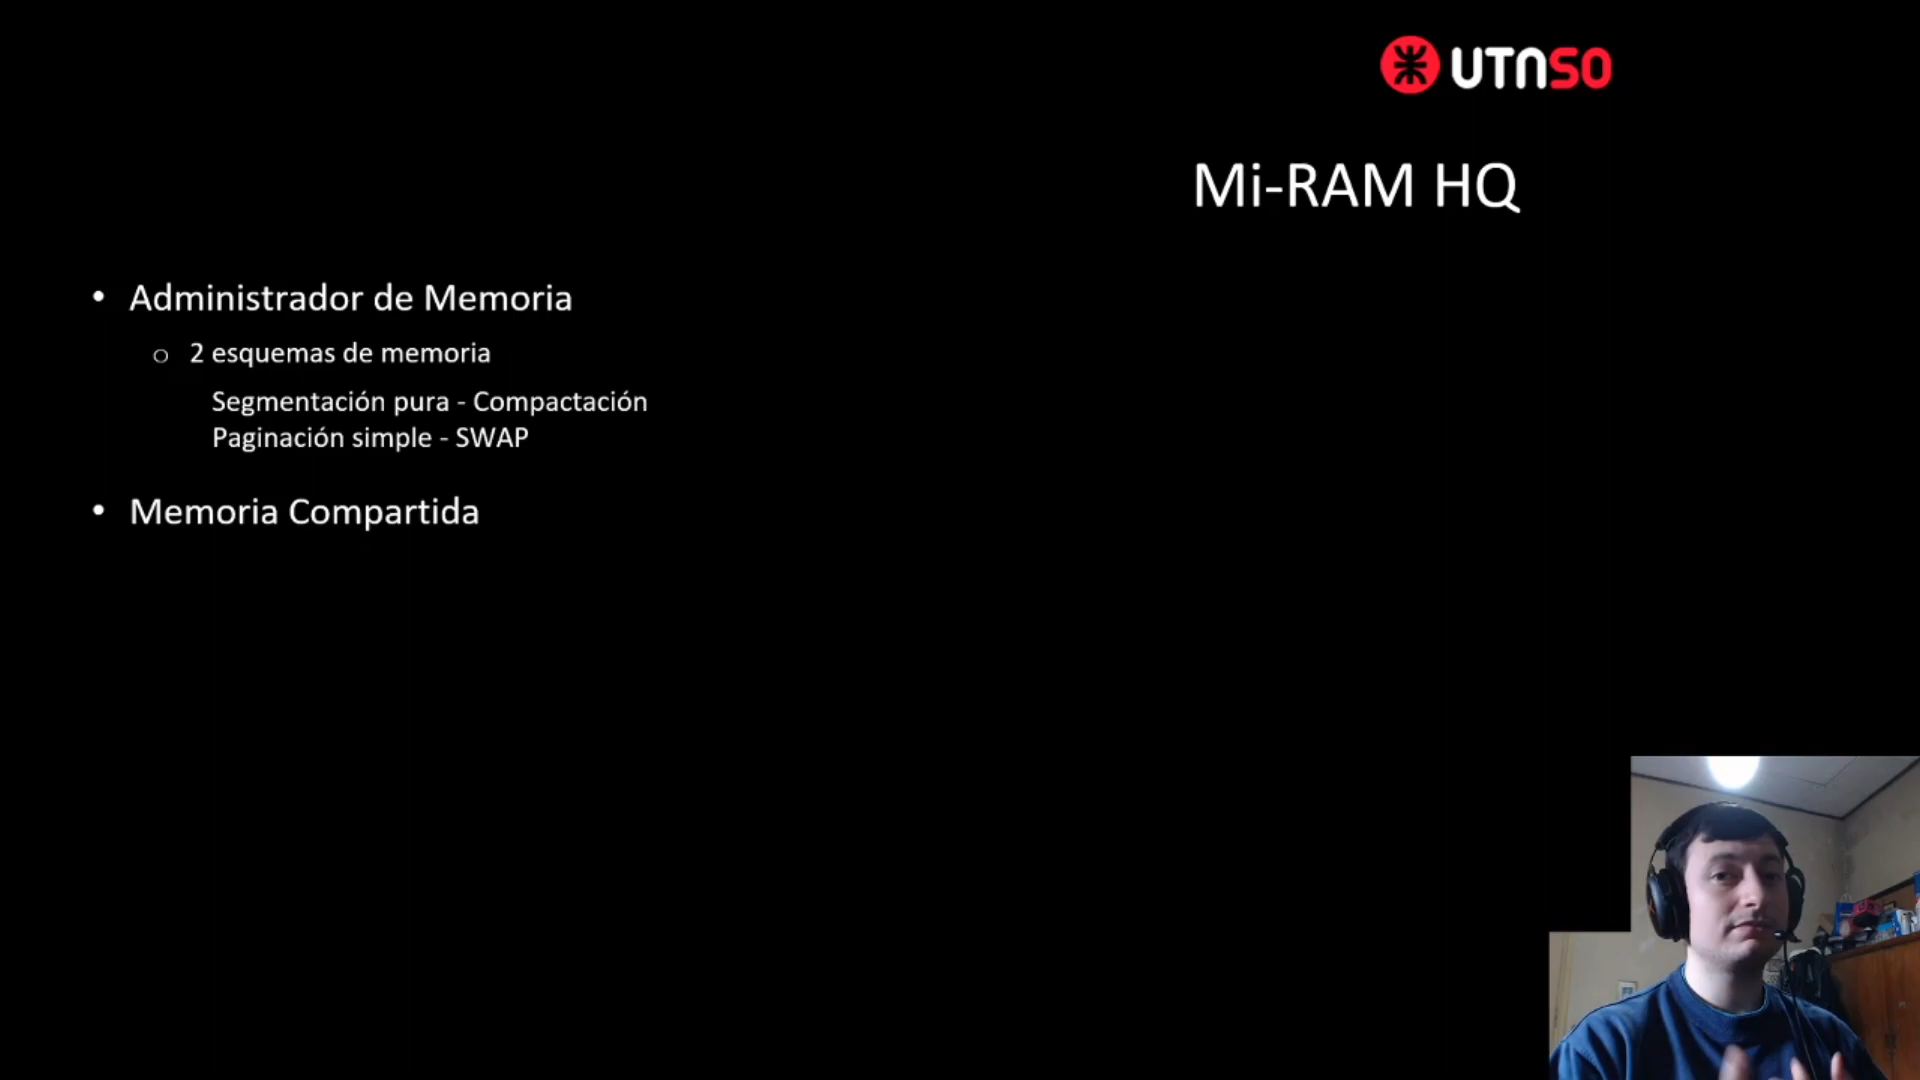 UTNSO
Mi-RAM HQ
• Administrador de Memoria
o 2 esquemas de memoria
Segmentación pura - Compactación
Paginación simple - SWAP
• Memoria Compartida